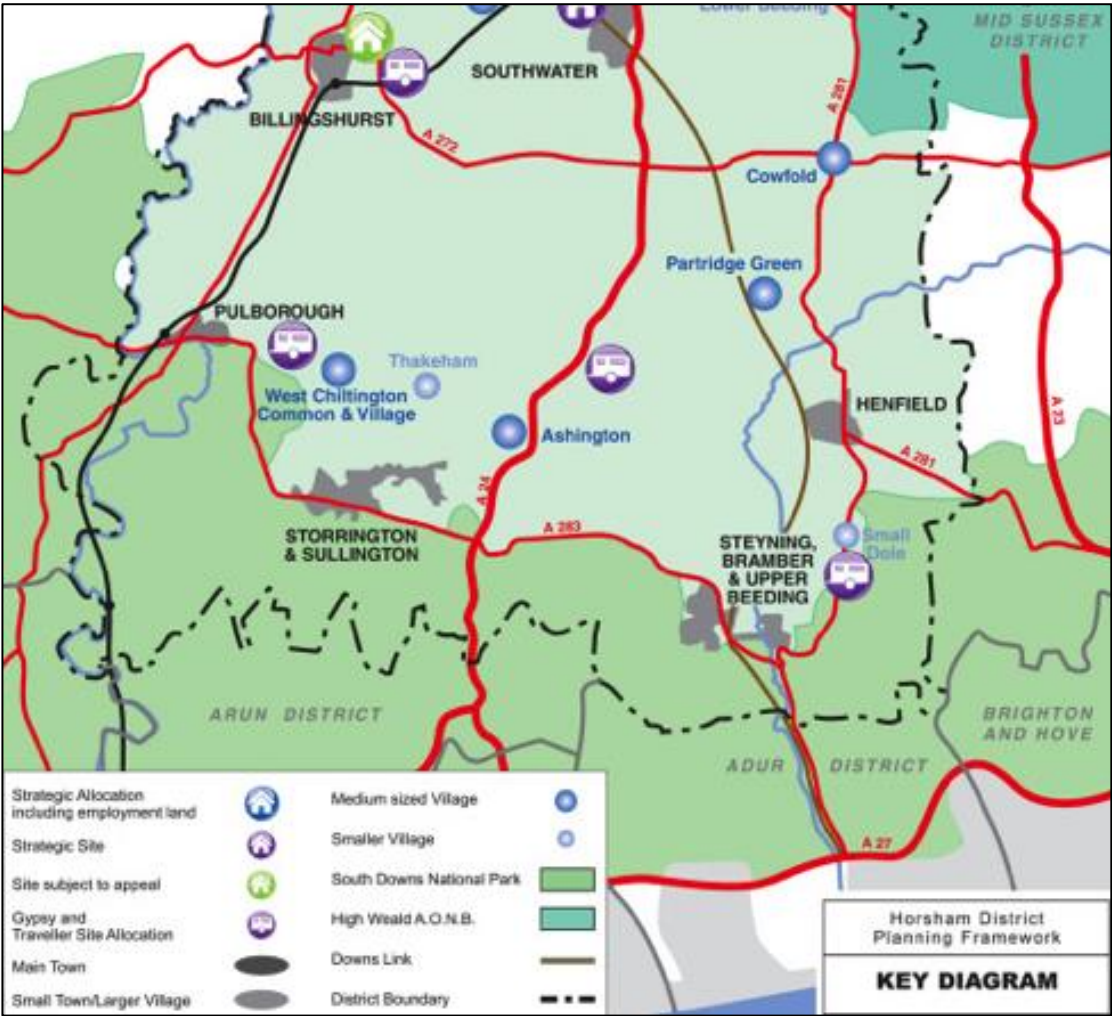 Lower Beeding
MID SUSSEX
DISTRICT
SOUTHWATER
A 281
BILLINGSHURST
A 272
Cowfold
Partridge Green
PULBOROUGH
Thakeham
West Chiltington
Common & Village
HENFIELD
A 23
Ashington
A 281
A 24
STORRINGTON
& SULLINGTON
A 283
STEYNING,
BRAMBER
& UPPER
BEEDING
Small
Dole
ARUN DISTRICT
BRIGHTON
AND HOVE
ADUR DISTRICT
A 27
Strategic Allocation
including employment land
Strategic Site
Site subject to appeal
Gypsy and
Traveller Site Allocation
Main Town
Small Town/Larger Village
Medium sized Village
Smaller Village
South Downs National Park
High Weald A.O.N.B.
Downs Link
District Boundary
Horsham District
Planning Framework
KEY DIAGRAM